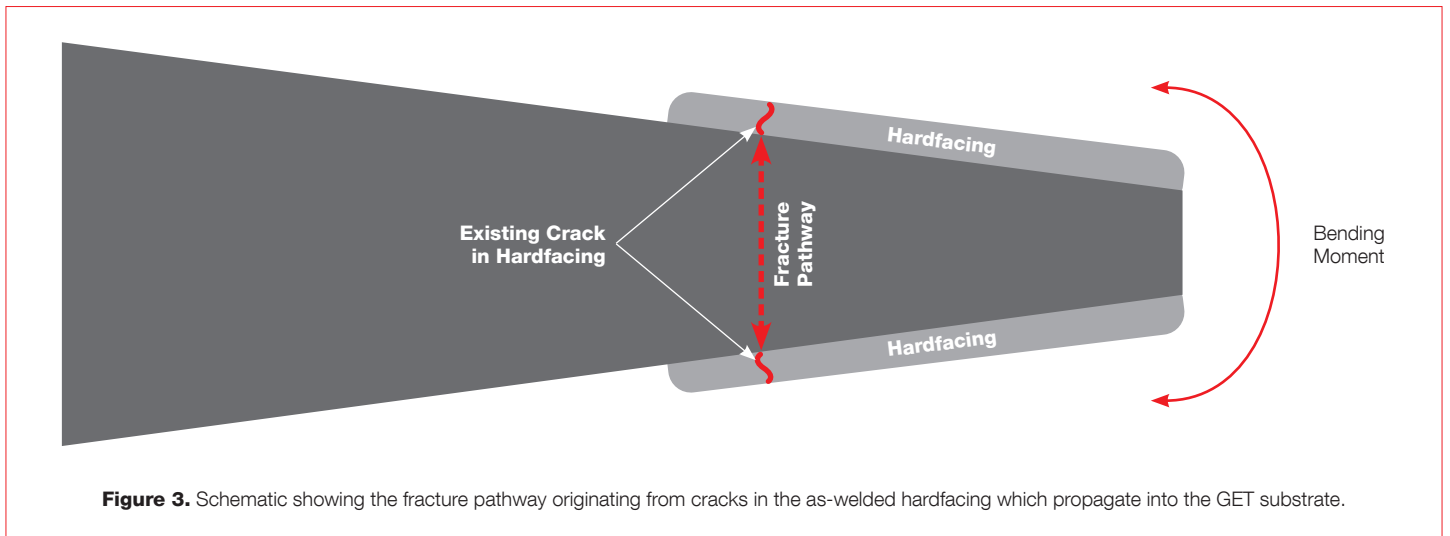 Hardfacing
Existing Crack
in Hardfacing
Fracture
Pathway
Bending
Moment
Hardfacing
Figure 3. Schematic showing the fracture pathway originating from cracks in the as-welded hardfacing which propagate into the GET substrate.